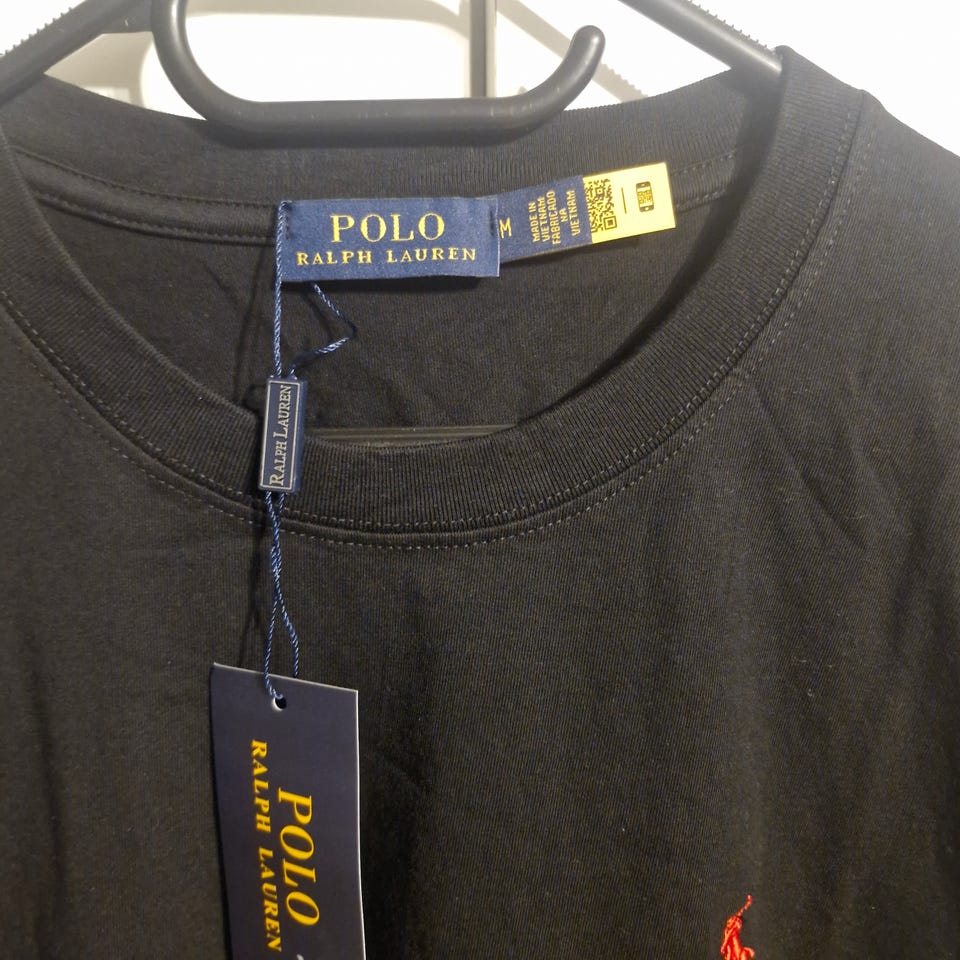 POLO
RALPH LAUREN
M
MADE IN
VIETNAM
FABRICADO
NA
VIETNAM
RALPH LAUREN
POLO
RALPH LAUREN